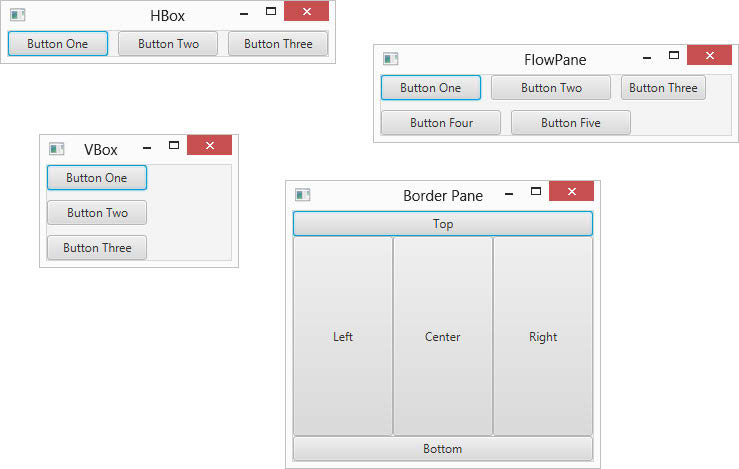 HBox
Button One Button Two Button Three
FlowPane
Button One Button Two Button Three
Button Four Button Five
VBox
Button One
Button Two
Button Three
Border Pane
Top
Left Center Right
Bottom